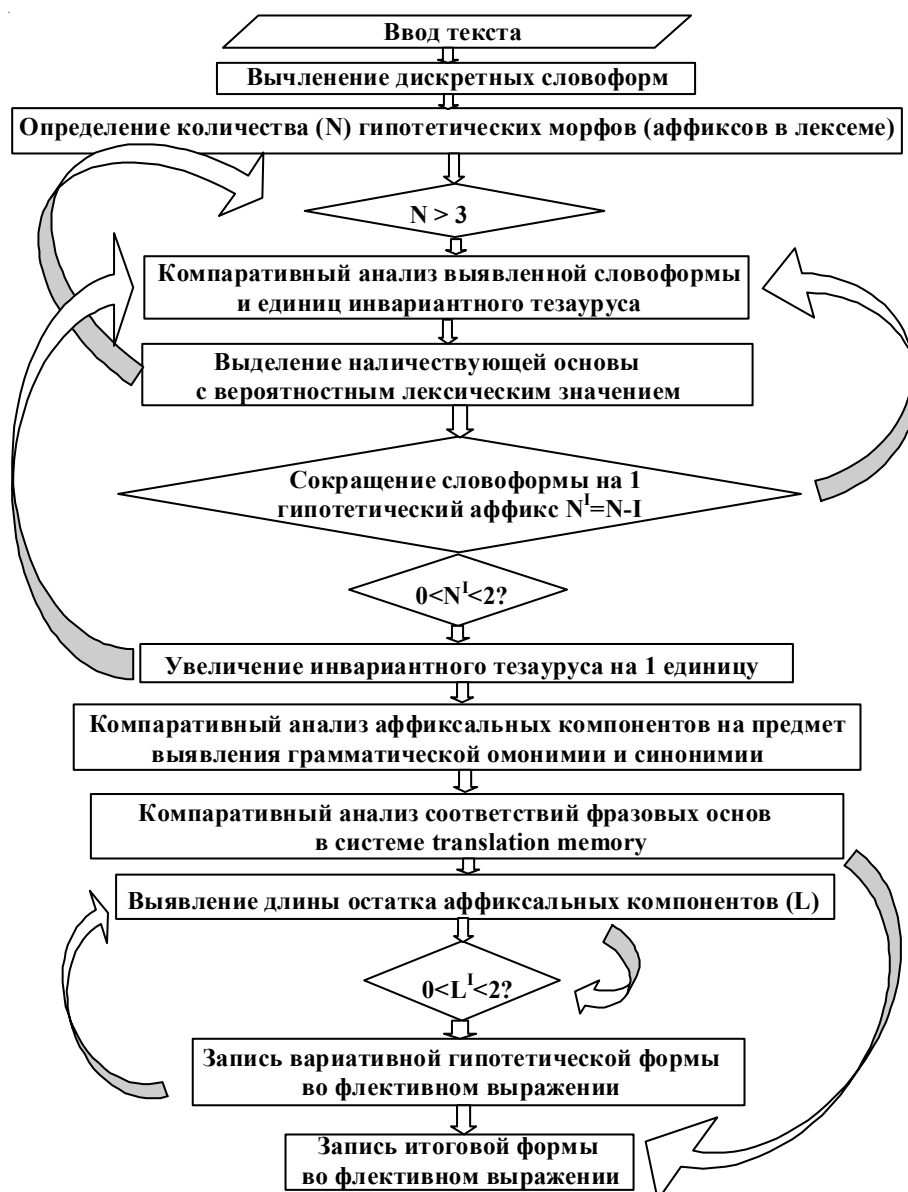 Ввод текста
Вычленение дискретных словоформ
Определение количества (N) гипотетических морфов (аффиксов в лексеме)
N > 3
Компаративный анализ выявленной словоформы
и единиц инвариантного тезауруса
Выделение наличествующей основы
с вероятностным лексическим значением
Сокращение словоформы на 1
гипотетический аффикс N^I=N-I
0<N^I<2?
Увеличение инвариантного тезауруса на 1 единицу
Компаративный анализ аффиксальных компонентов на предмет
выявления грамматической омонимии и синонимии
Компаративный анализ соответствий фразовых основ
в системе translation memory
Выявление длины остатка аффиксальных компонентов (L)
0<L^I<2?
Запись вариативной гипотетической формы
во флективном выражении
Запись итоговой формы
во флективном выражении